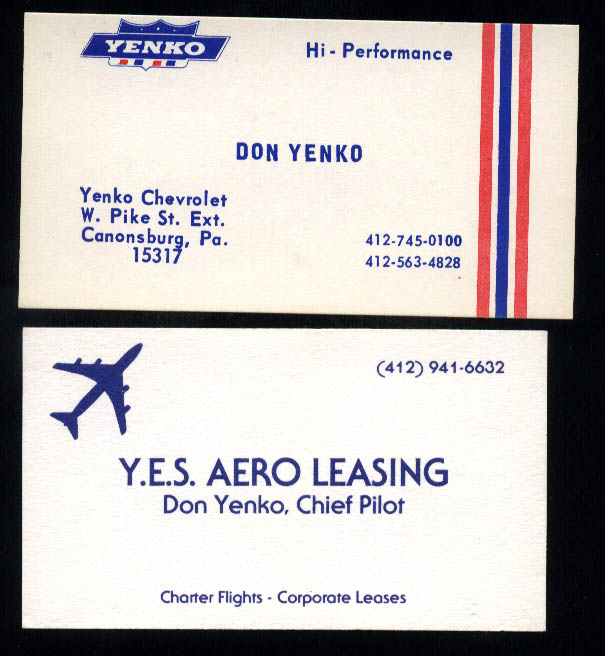 YENKO
Hi - Performance
DON YENKO
Yenko Chevrolet
W. Pike St. Ext.
Canonsburg, Pa.
15317
412-745-0100
412-563-4828
(412) 941-6632
Y.E.S. AERO LEASING
Don Yenko, Chief Pilot
Charter Flights - Corporate Leases